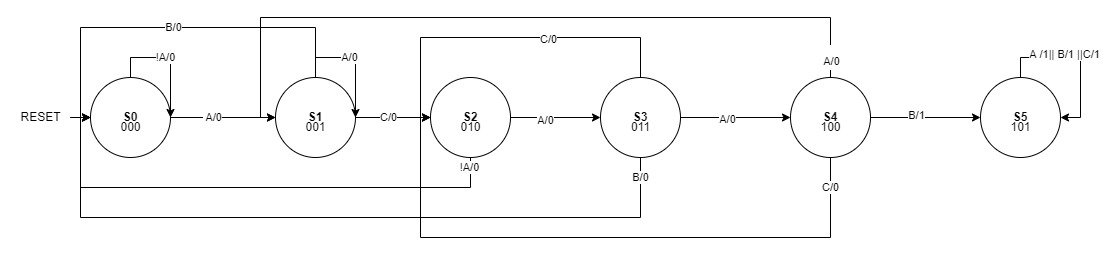 B/0
C/0
!A/0
A/0
A/0
A /1|| B/1 ||C/1
RESET
S0
000
A/0
S1
001
C/0
S2
010
A/0
S3
011
A/0
S4
100
B/1
S5
101
!A/0
B/0
C/0